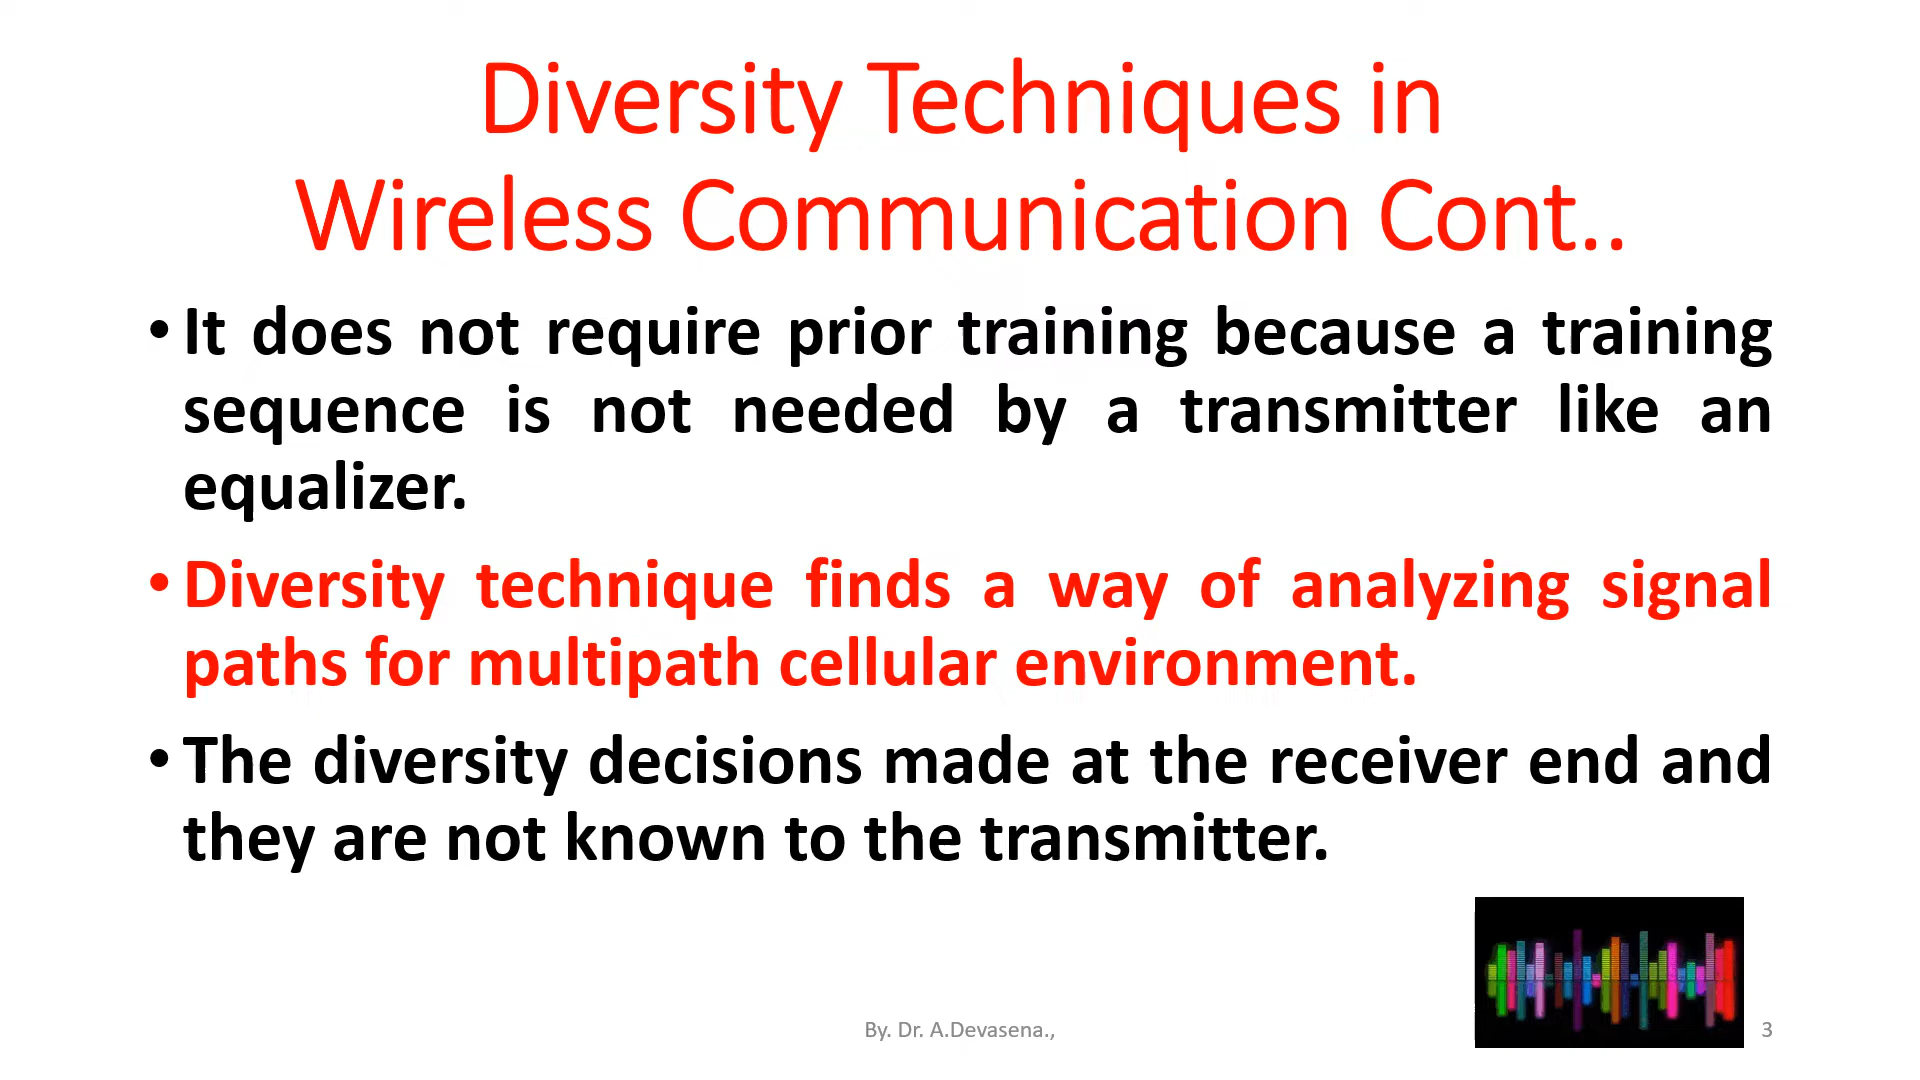 Diversity Techniques in
Wireless Communication Cont..
• It does not require prior training because a training
sequence is not needed by a transmitter like an
equalizer.
• Diversity technique finds a way of analyzing signal
paths for multipath cellular environment.
• The diversity decisions made at the receiver end and
they are not known to the transmitter.
By. Dr. A.Devasena.,
3